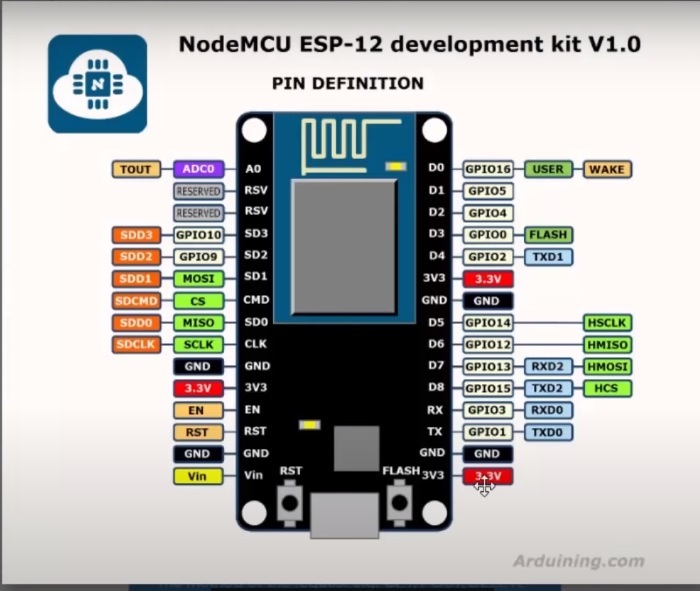 NodeMCU ESP-12 development kit V1.0
PIN DEFINITION
N
TOUT ADC0 A0 D0 GPIO16 USER WAKE
RESERVED RSV D1 GPIO5
RESERVED RSV D2 GPIO4
SDD3 GPIO10 SD3 D3 GPIO0 FLASH
SDD2 GPIO9 SD2 D4 GPIO2 TXD1
SDD1 MOSI SD1 3V3 3.3V
SDCMD CS CMD GND GND
SDD0 MISO SD0 D5 GPIO14 HSCLK
SDCLK SCLK CLK D6 GPIO12 HMISO
GND GND D7 GPIO13 RXD2 HMOSI
3.3V 3V3 D8 GPIO15 TXD2 HCS
EN EN RX GPIO3 RXD0
RST RST TX GPIO1 TXD0
GND GND GND GND
Vin Vin RST FLASH 3V3 3.3V
Arduining.com